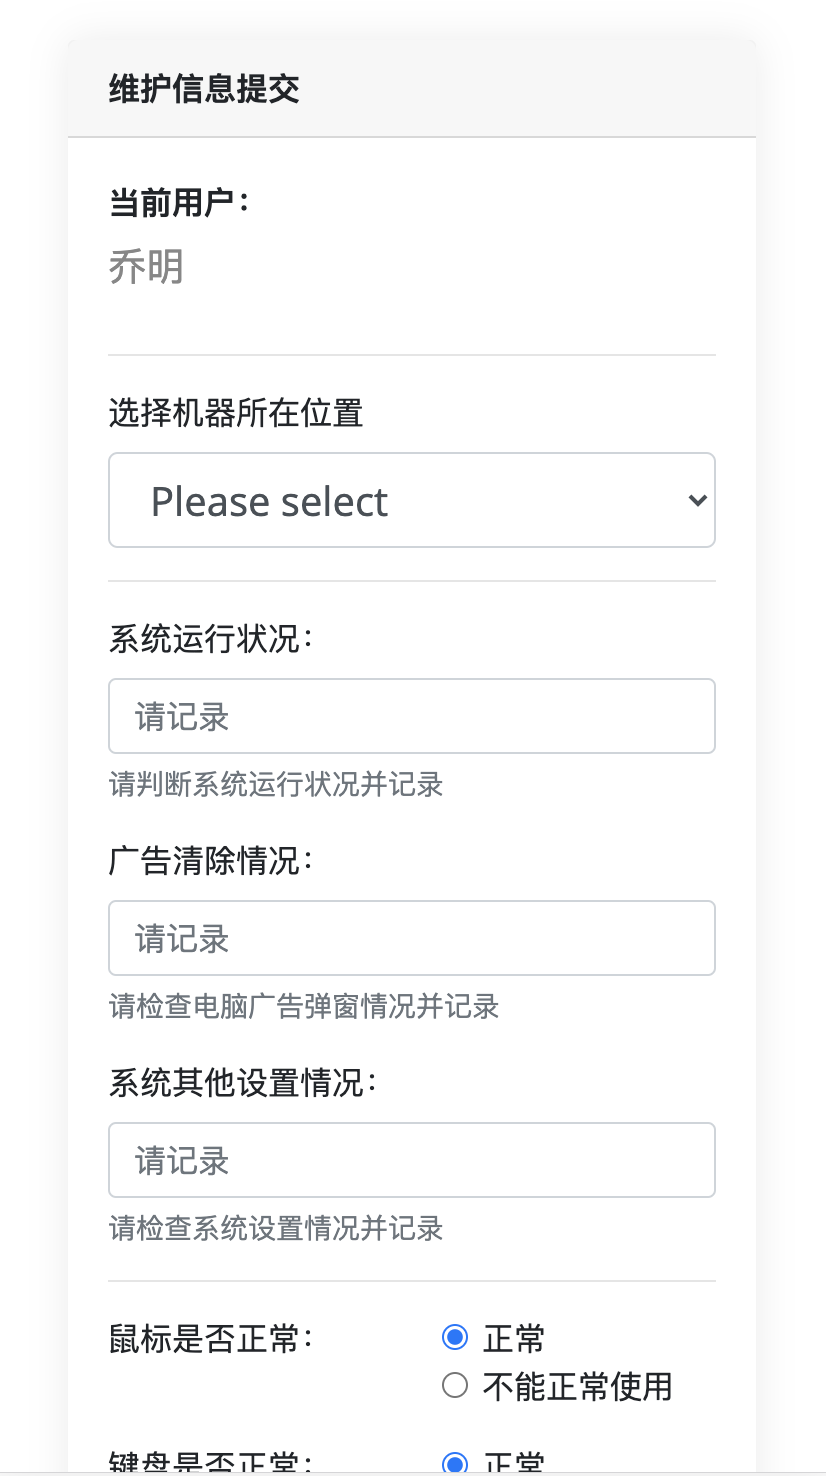 维护信息提交
当前用户：
乔明
选择机器所在位置
Please select
系统运行状况：
请记录
请判断系统运行状况并记录
广告清除情况：
请记录
请检查电脑广告弹窗情况并记录
系统其他设置情况：
请记录
请检查系统设置情况并记录
鼠标是否正常： 正常
不能正常使用
键盘是否正常： 正常